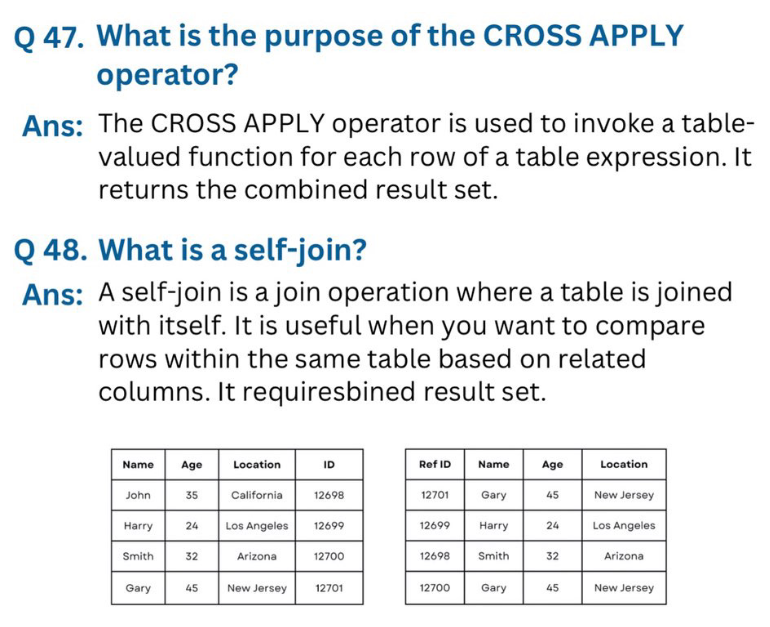 Q 47. What is the purpose of the CROSS APPLY
operator?
Ans: The CROSS APPLY operator is used to invoke a table-
valued function for each row of a table expression. It
returns the combined result set.
Q 48. What is a self-join?
Ans: A self-join is a join operation where a table is joined
with itself. It is useful when you want to compare
rows within the same table based on related
columns. It requiresbined result set.
Name Age Location ID
John 35 California 12698
Harry 24 Los Angeles 12699
Smith 32 Arizona 12700
Gary 45 New Jersey 12701
Ref ID Name Age Location
12701 Gary 45 New Jersey
12699 Harry 24 Los Angeles
12698 Smith 32 Arizona
12700 Gary 45 New Jersey